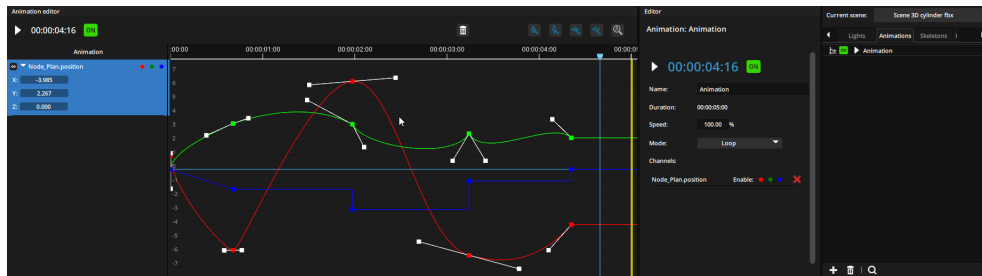 Animation editor
00:00:04:16 ON
Animation
:00:00 00:00:01:00 00:00:02:00 00:00:03:00 00:00:04:00 00:00:0
Node_Plan.position
X: -3.985
Y: 2.267
Z: 0.000
7
6
5
4
3
2
1
0
-1
-2
-3
-4
-5
-6
-7
Editor
Animation: Animation
00:00:04:16 ON
Name: Animation
Duration: 00:00:05:00
Speed: 100.00 %
Mode: Loop
Channels:
Node_Plan.position Enable:
Current scene: Scene 3D cylinder fbx
Lights Animations Skeletons
ON Animation